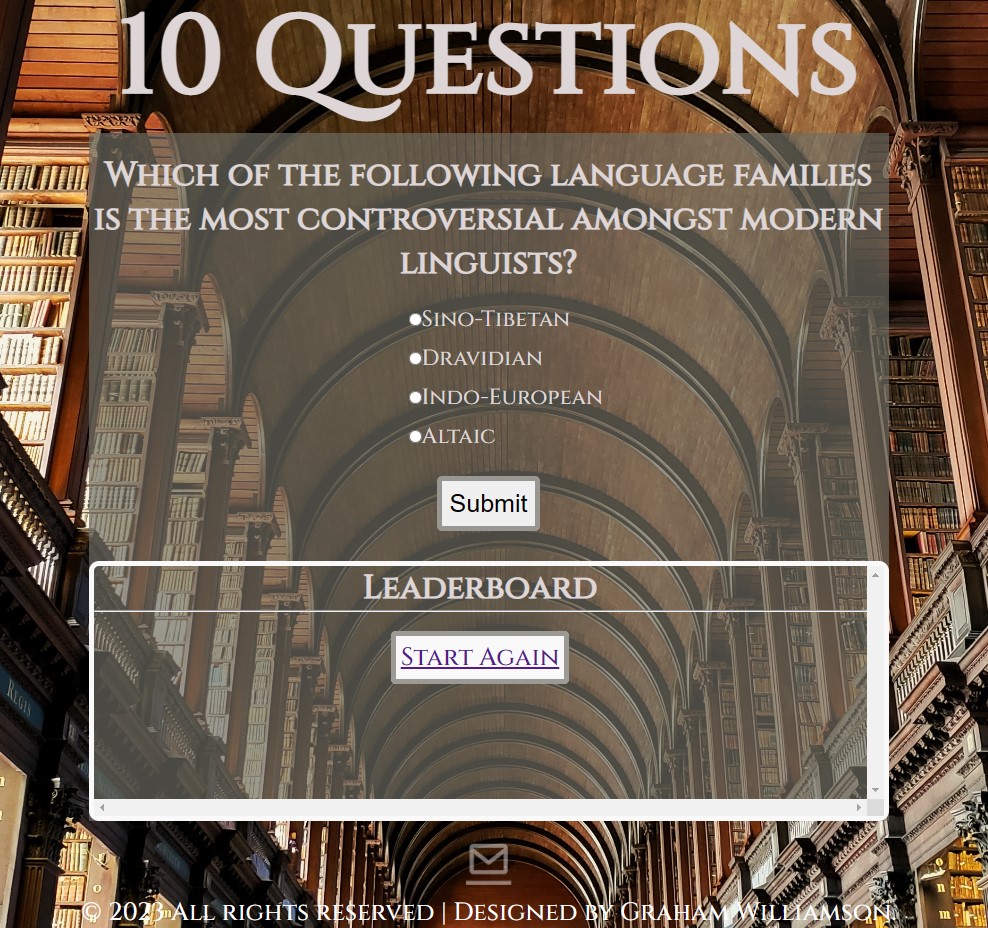 10 Questions
Which of the following language families
is the most controversial amongst modern
linguists?
Sino-Tibetan
Dravidian
Indo-European
Altaic
Submit
Leaderboard
Start Again
REGIS
© 2023 All rights reserved | Designed by Graham Williamson.